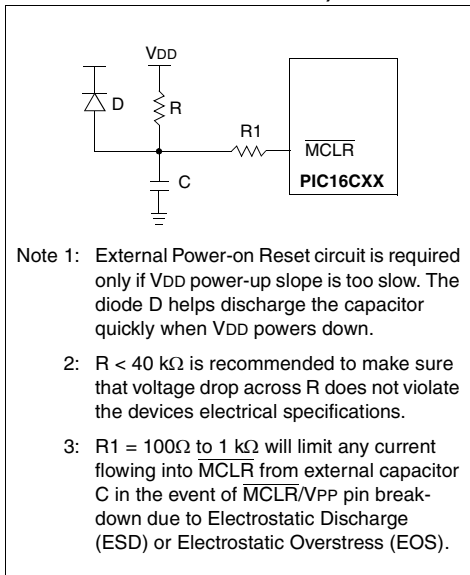 VDD
D
R
R1
C
MCLR
PIC16CXX
Note 1: External Power-on Reset circuit is required
only if VDD power-up slope is too slow. The
diode D helps discharge the capacitor
quickly when VDD powers down.
2: R < 40 kΩ is recommended to make sure
that voltage drop across R does not violate
the devices electrical specifications.
3: R1 = 100Ω to 1 kΩ will limit any current
flowing into MCLR from external capacitor
C in the event of MCLR/VPP pin break-
down due to Electrostatic Discharge
(ESD) or Electrostatic Overstress (EOS).